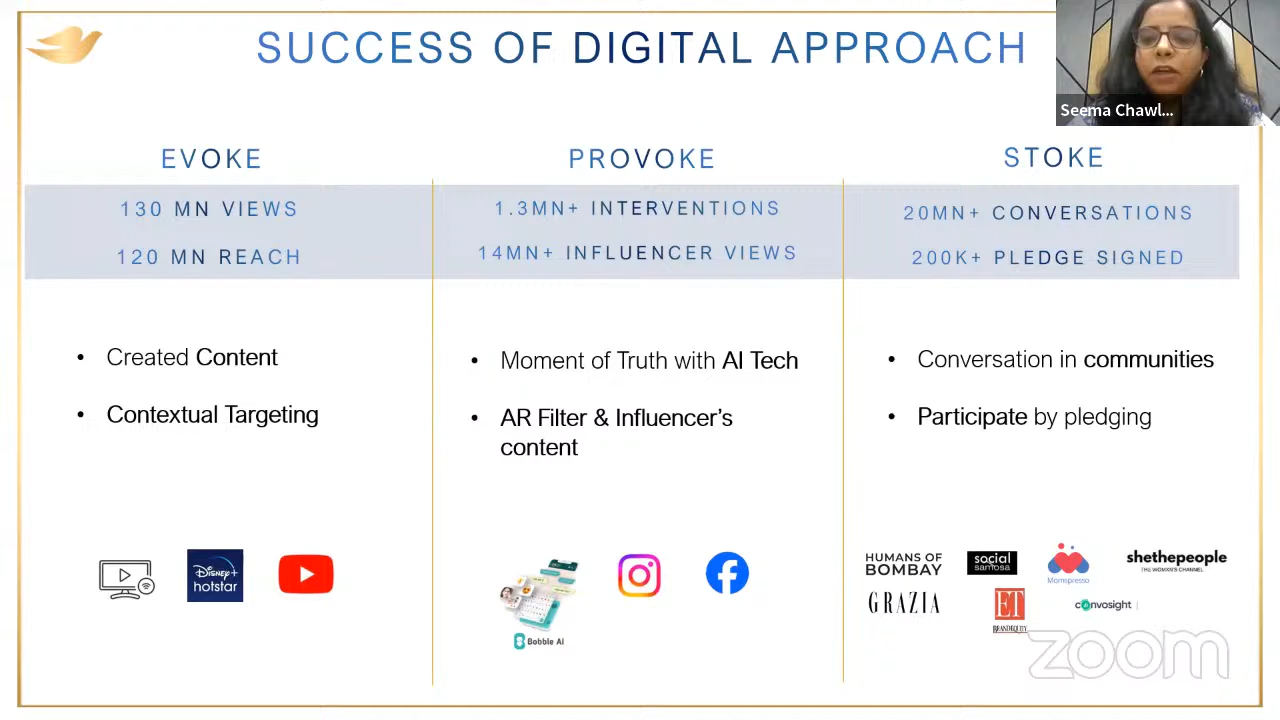 SUCCESS OF DIGITAL APPROACH
Seema Chawl...
EVOKE
130 MN VIEWS
120 MN REACH
• Created Content
• Contextual Targeting
Disney+
hotstar
PROVOKE
1.3MN+ INTERVENTIONS
14MN+ INFLUENCER VIEWS
• Moment of Truth with AI Tech
• AR Filter & Influencer's
content
Bobble AI
STOKE
20MN+ CONVERSATIONS
200K+ PLEDGE SIGNED
• Conversation in communities
• Participate by pledging
HUMANS OF
BOMBAY
social
samosa
Momspresso
shethepeople
THE WOMEN'S CHANNEL
GRAZIA
ET
BRANDEQUITY
convosight
zoom